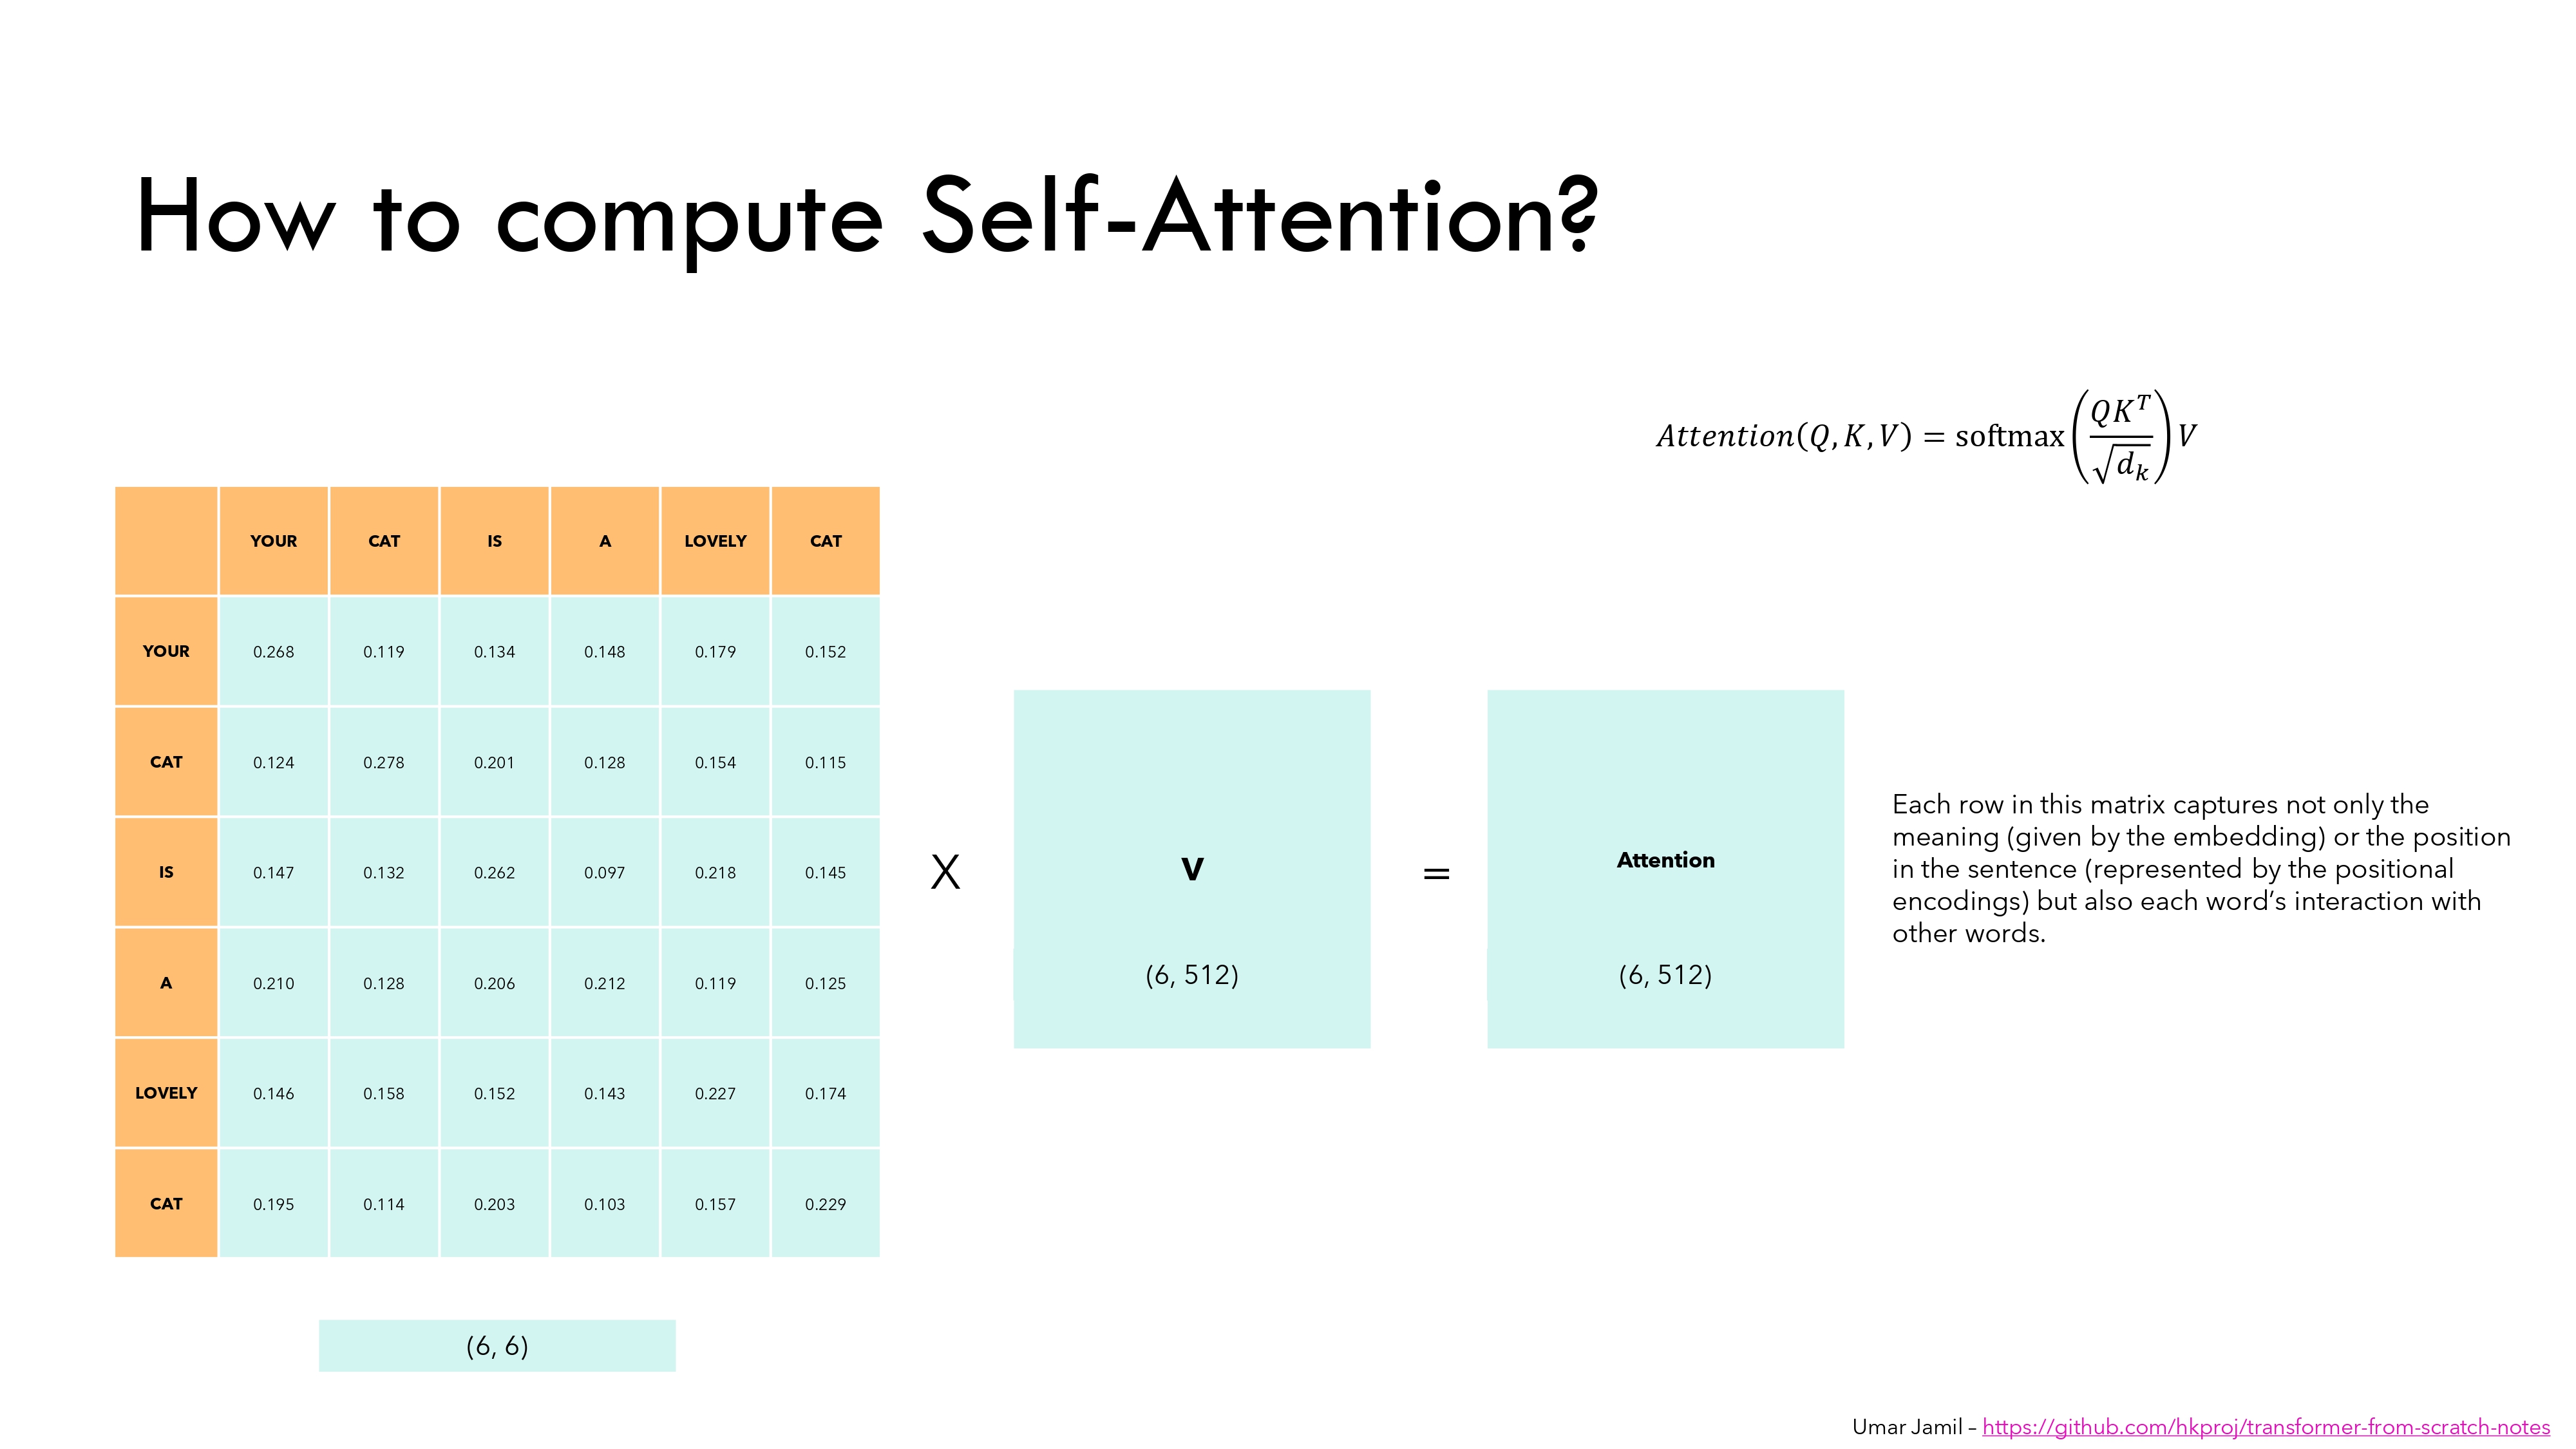 How to compute Self-Attention?
Attention(Q, K, V) = softmax(QK^T / √d_k)V
YOUR CAT IS A LOVELY CAT
YOUR 0.268 0.119 0.134 0.148 0.179 0.152
CAT 0.124 0.278 0.201 0.128 0.154 0.115
IS 0.147 0.132 0.262 0.097 0.218 0.145
A 0.210 0.128 0.206 0.212 0.119 0.125
LOVELY 0.146 0.158 0.152 0.143 0.227 0.174
CAT 0.195 0.114 0.203 0.103 0.157 0.229
(6, 6)
X
V
(6, 512)
=
Attention
(6, 512)
Each row in this matrix captures not only the
meaning (given by the embedding) or the position
in the sentence (represented by the positional
encodings) but also each word’s interaction with
other words.
Umar Jamil – https://github.com/hkproj/transformer-from-scratch-notes